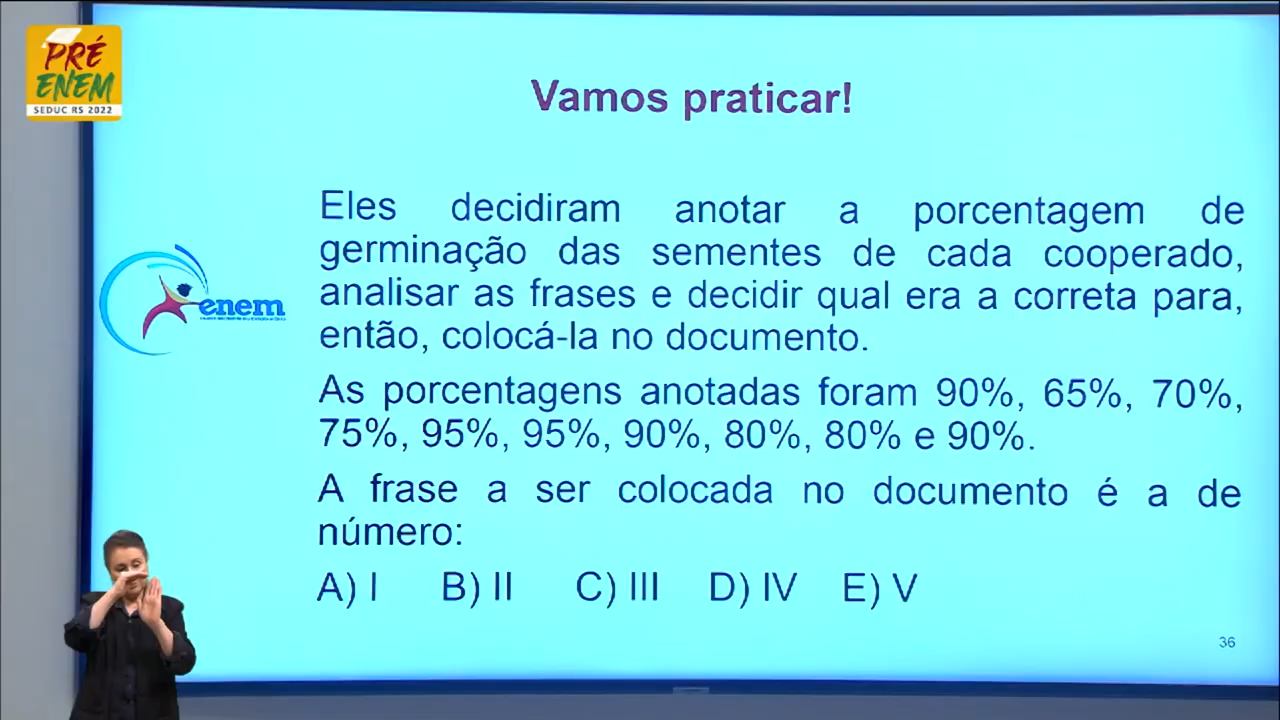 PRÉ
ENEM
SEDUC RS 2022
Vamos praticar!
Eles decidiram anotar a porcentagem de
germinação das sementes de cada cooperado,
analisar as frases e decidir qual era a correta para,
então, colocá-la no documento.
enem
As porcentagens anotadas foram 90%, 65%, 70%,
75%, 95%, 95%, 90%, 80%, 80% e 90%.
A frase a ser colocada no documento é a de
número:
A) I B) II C) III D) IV E) V
36